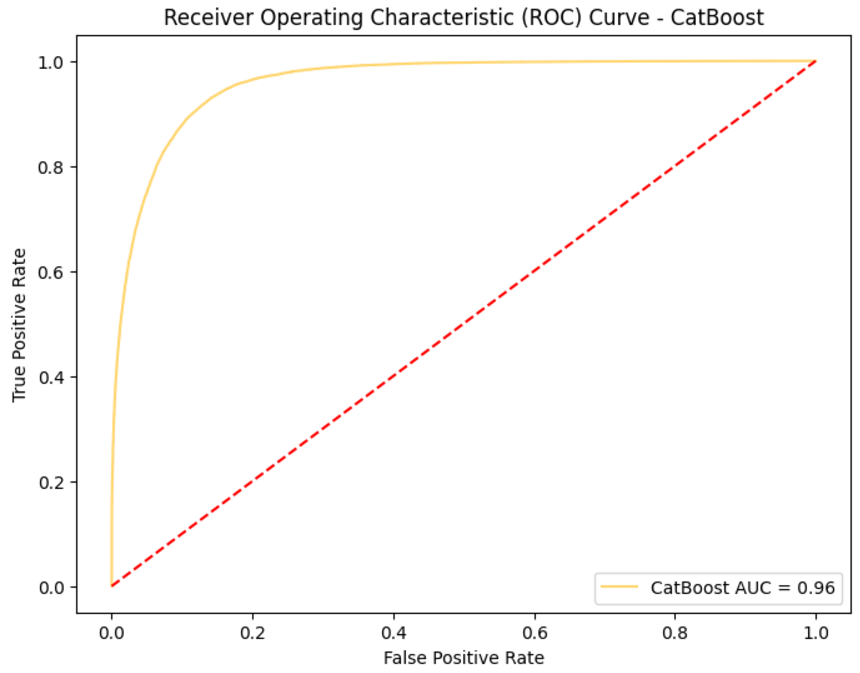 Receiver Operating Characteristic (ROC) Curve - CatBoost
1.0
0.8
0.6
0.4
0.2
0.0
True Positive Rate
CatBoost AUC = 0.96
0.0 0.2 0.4 0.6 0.8 1.0
False Positive Rate